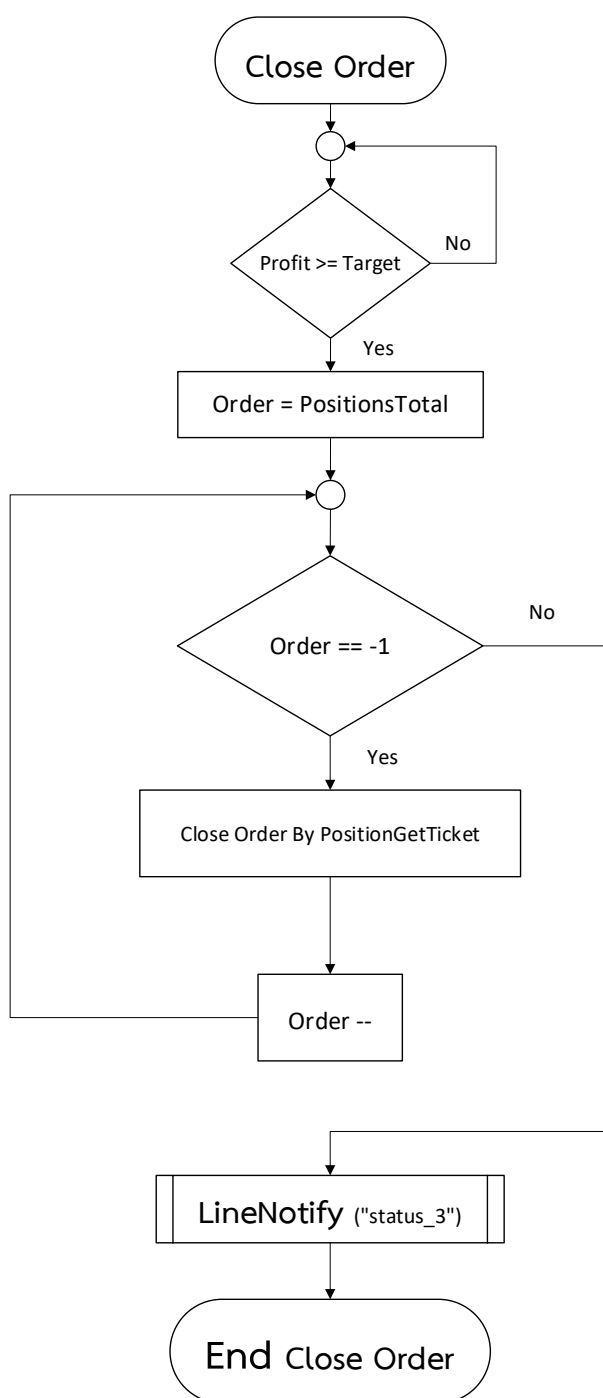 Close Order
Profit >= Target
No
Yes
Order = PositionsTotal
Order == -1
No
Yes
Close Order By PositionGetTicket
Order --
LineNotify ("status_3")
End Close Order